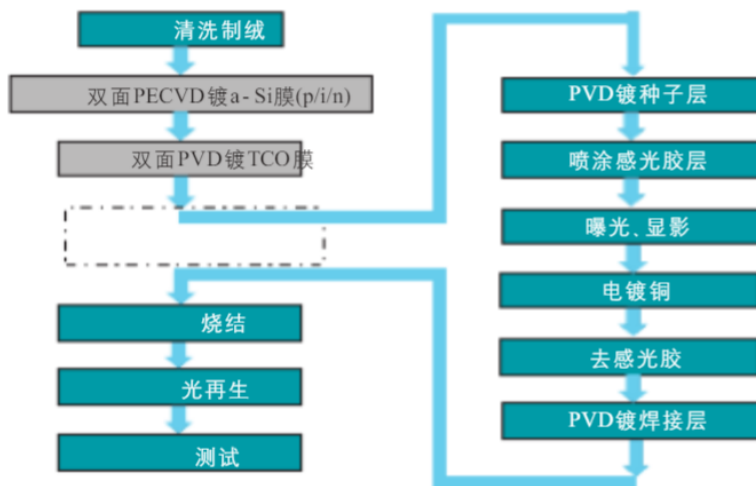 清洗制绒
双面PECVD镀a-Si膜(p/i/n)
双面PVD镀TCO膜
PVD镀种子层
喷涂感光胶层
曝光、显影
电镀铜
去感光胶
PVD镀焊接层
烧结
光再生
测试